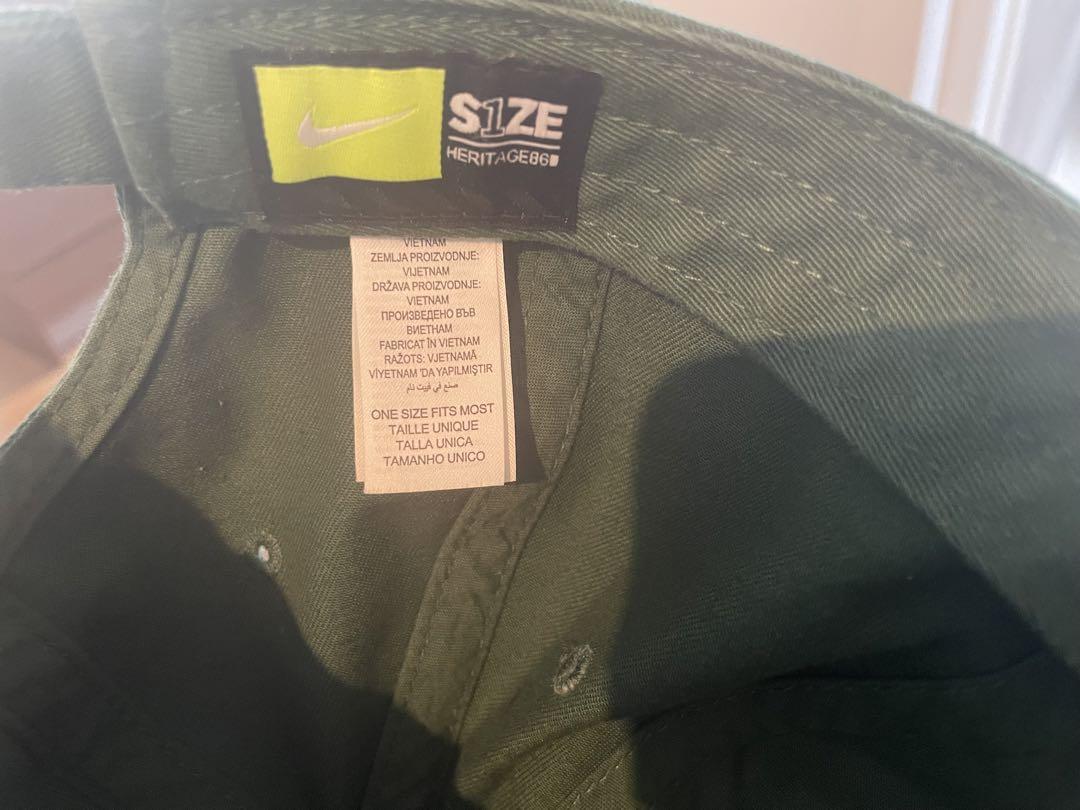 S1ZE
HERITAGE86
VIETNAM
ZEMLJA PROIZVODNJE:
VIJETNAM
DRŽAVA PROIZVODNJE:
VIETNAM
ПРОИЗВЕДЕНО ВЪВ
ВИЕТНАМ
FABRICAT ÎN VIETNAM
RAŽOTS: VJETNAMĀ
VİYETNAM 'DA YAPILMIŞTIR
صنع في فييت نام
ONE SIZE FITS MOST
TAILLE UNIQUE
TALLA UNICA
TAMANHO UNICO